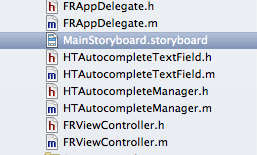 h FRAppDelegate.h
m FRAppDelegate.m
MainStoryboard.storyboard
h HTAutocompleteTextField.h
m HTAutocompleteTextField.m
h HTAutocompleteManager.h
m HTAutocompleteManager.m
h FRViewController.h
m FRViewController.m